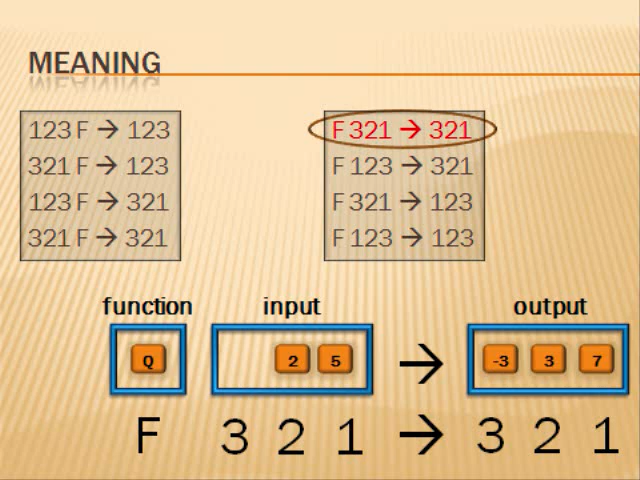 MEANING
123 F → 123
321 F → 123
123 F → 321
321 F → 321
F 321 → 321
F 123 → 321
F 321 → 123
F 123 → 123
function input output
Q 2 5 → -3 3 7
F 3 2 1 → 3 2 1